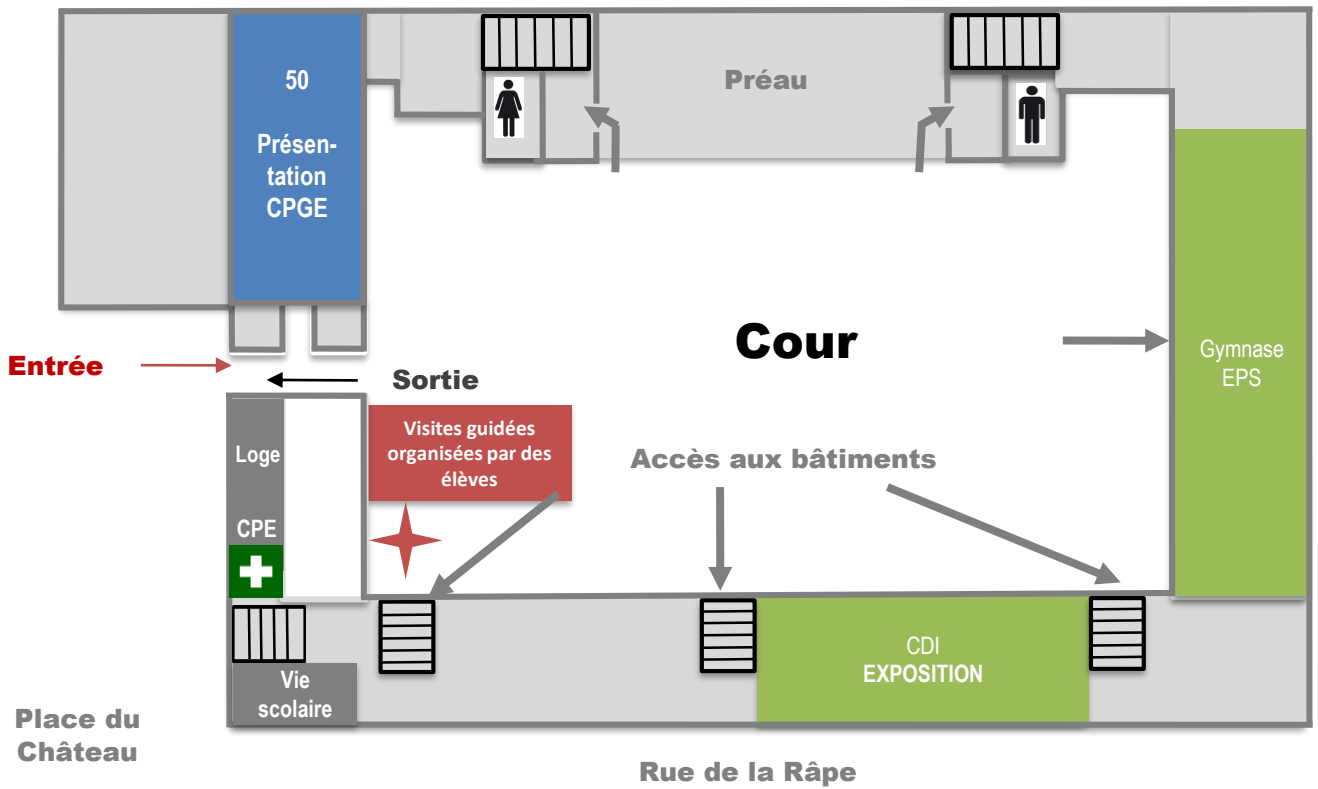 50
Présen-
tation
CPGE
Préau
Cour
Entrée
Sortie
Gymnase
EPS
Visites guidées
organisées par des
élèves
Loge
CPE
Accès aux bâtiments
CDI
EXPOSITION
Vie
scolaire
Place du
Château
Rue de la Râpe